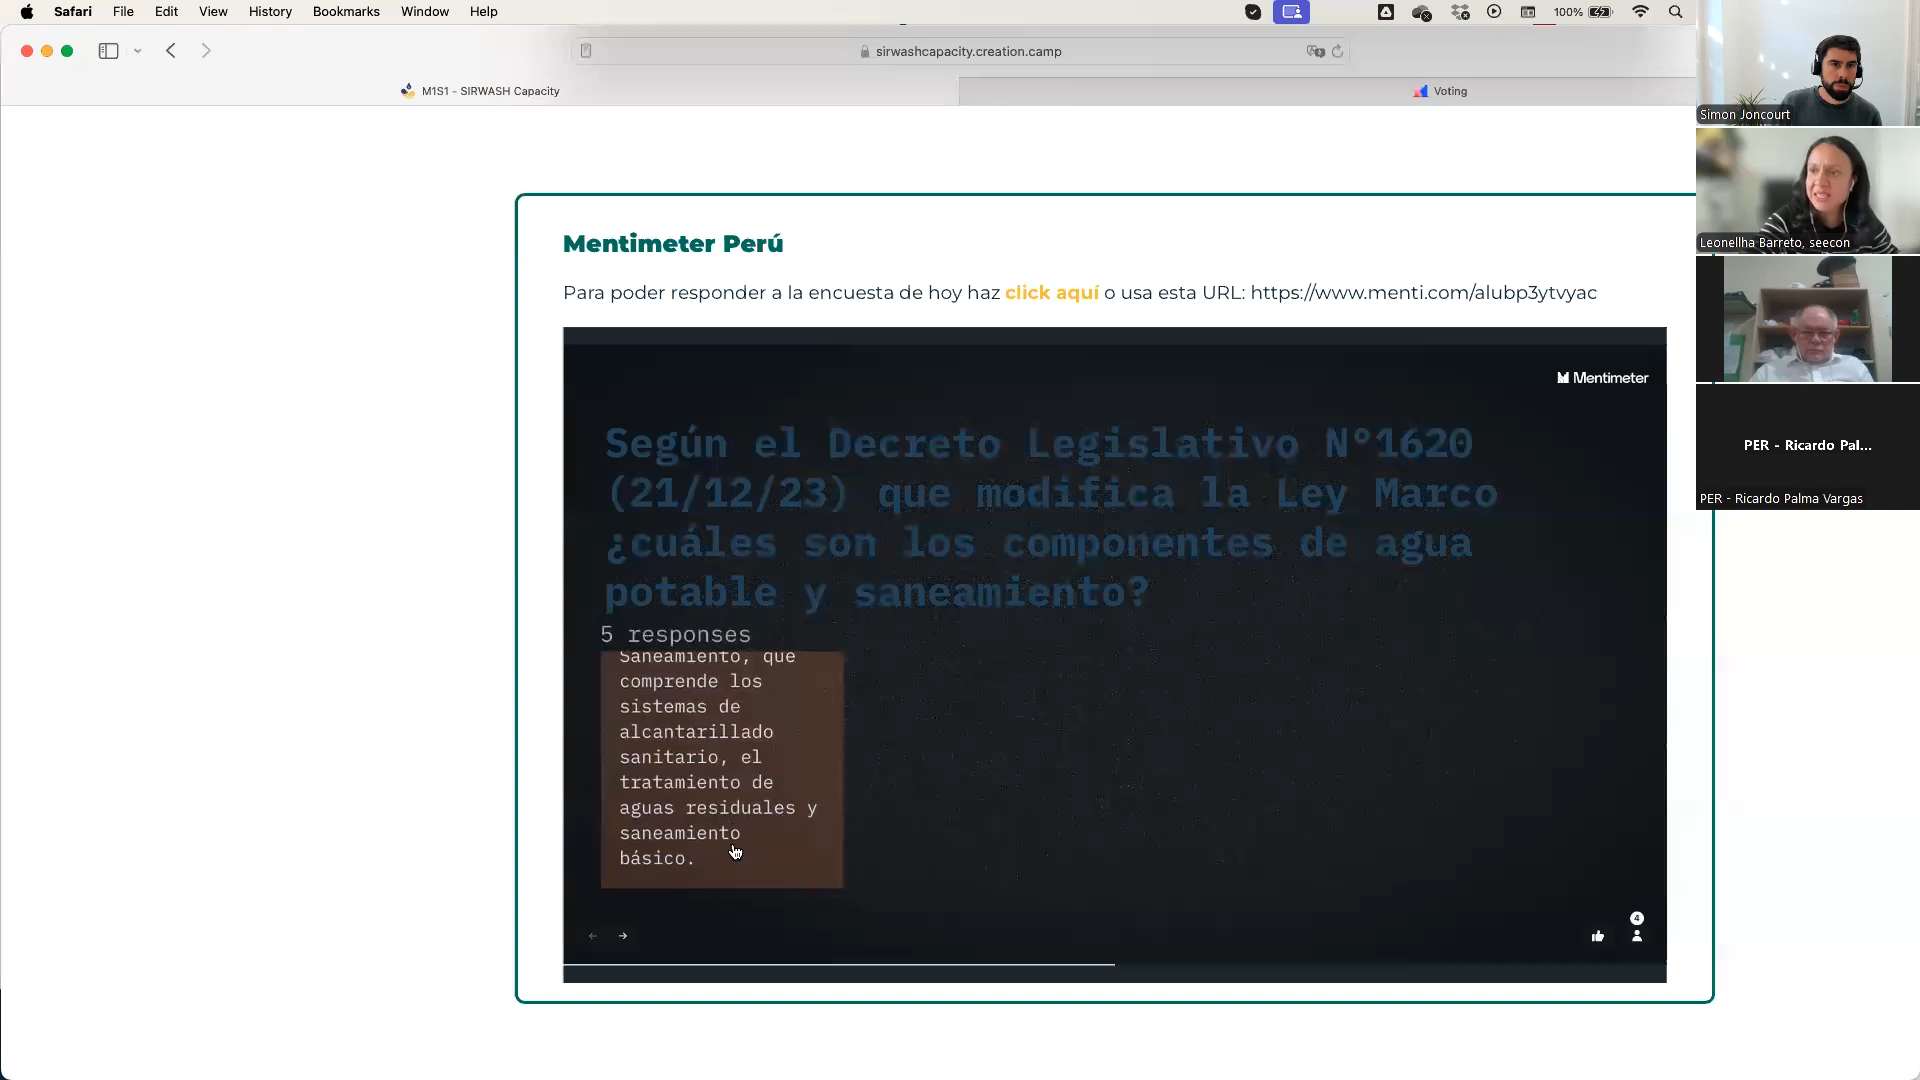 Safari File Edit View History Bookmarks Window Help
100%
sirwashcapacity.creation.camp
M1S1 - SIRWASH Capacity
Voting
Simon Joncourt
Leonellha Barreto, seecon
PER - Ricardo Pal...
PER - Ricardo Palma Vargas
Mentimeter Perú
Para poder responder a la encuesta de hoy haz click aquí o usa esta URL: https://www.menti.com/alubp3ytvyac
Mentimeter
Según el Decreto Legislativo N°1620
(21/12/23) que modifica la Ley Marco
¿cuáles son los componentes de agua
potable y saneamiento?
5 responses
Saneamiento, que
comprende los
sistemas de
alcantarillado
sanitario, el
tratamiento de
aguas residuales y
saneamiento
básico.
4